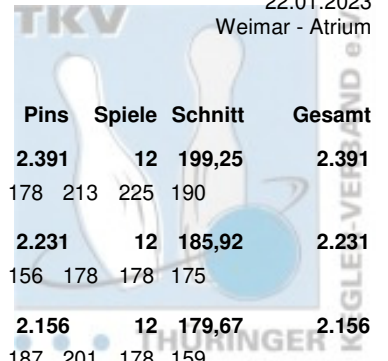 TKV
22.01.2023
Weimar - Atrium
Pins Spiele Schnitt Gesamt
2.391 12 199,25 2.391
178 213 225 190
2.231 12 185,92 2.231
156 178 178 175
2.156 12 179,67 2.156
187 201 178 159
THÜRINGER
KEGLER-VERBAND e.V.